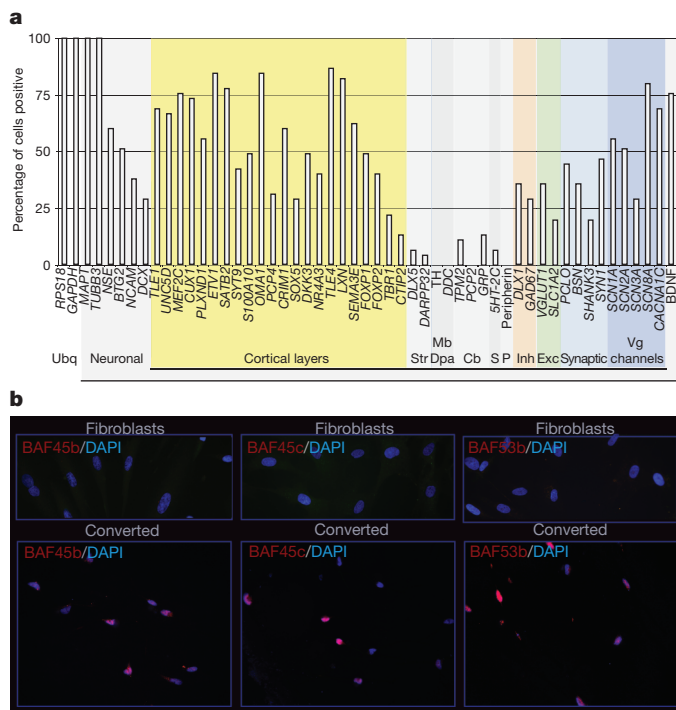 a
Percentage of cells positive
100
75
50
25
0
RPS18
GAPDH
MAPT
TUBB3
NSE
BTG2
NCAM
DCX
TLE1
UNC5D
MEF2C
CUX1
PLXND1
ETV1
SATB2
SYT9
S100A10
OMA1
PCP4
CRIM1
SOX5
DKK3
NR4A3
TLE4
LXN
SEMA3E
FOXP1
FOXP2
TBR1
CTIP2
DLX5
DARPP32
TH
DDC
TPM2
PCP2
GRP
5HT-2C
Peripherin
DLX1
GAD67
VGLUT1
SLC1A2
PCLO
BSN
SHANK3
SYN1
SCN1A
SCN2A
SCN3A
SCN8A
CACNA1C
BDNF
Mb Vg
Ubq Neuronal Cortical layers Str Dpa Cb S P Inh Exc Synaptic channels
b
Fibroblasts Fibroblasts Fibroblasts
BAF45b/DAPI BAF45c/DAPI BAF53b/DAPI
Converted Converted Converted
BAF45b/DAPI BAF45c/DAPI BAF53b/DAPI